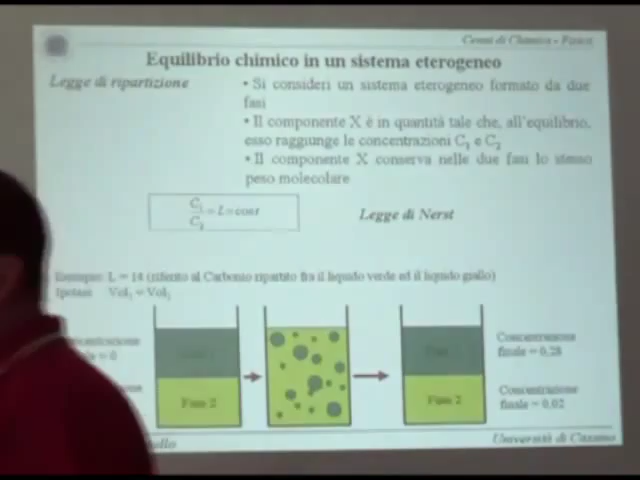 Cenni di Chimica - Fisica
Equilibrio chimico in un sistema eterogeneo
Legge di ripartizione
• Si consideri un sistema eterogeneo formato da due
fasi
• Il componente X è in quantità tale che, all'equilibrio,
esso raggiunge le concentrazioni C₁ e C₂
• Il componente X conserva nelle due fasi lo stesso
peso molecolare
C₁/C₂ = L = cost
Legge di Nerst
Esempio: L = 14 (riferito al Carbonio ripartito fra il liquido verde ed il liquido giallo)
Ipotesi Vol₁ = Vol₂
= 0
Fase 2
Fase 2
Concentrazione
finale = 0,28
Concentrazione
finale = 0,02
Università di Cassino